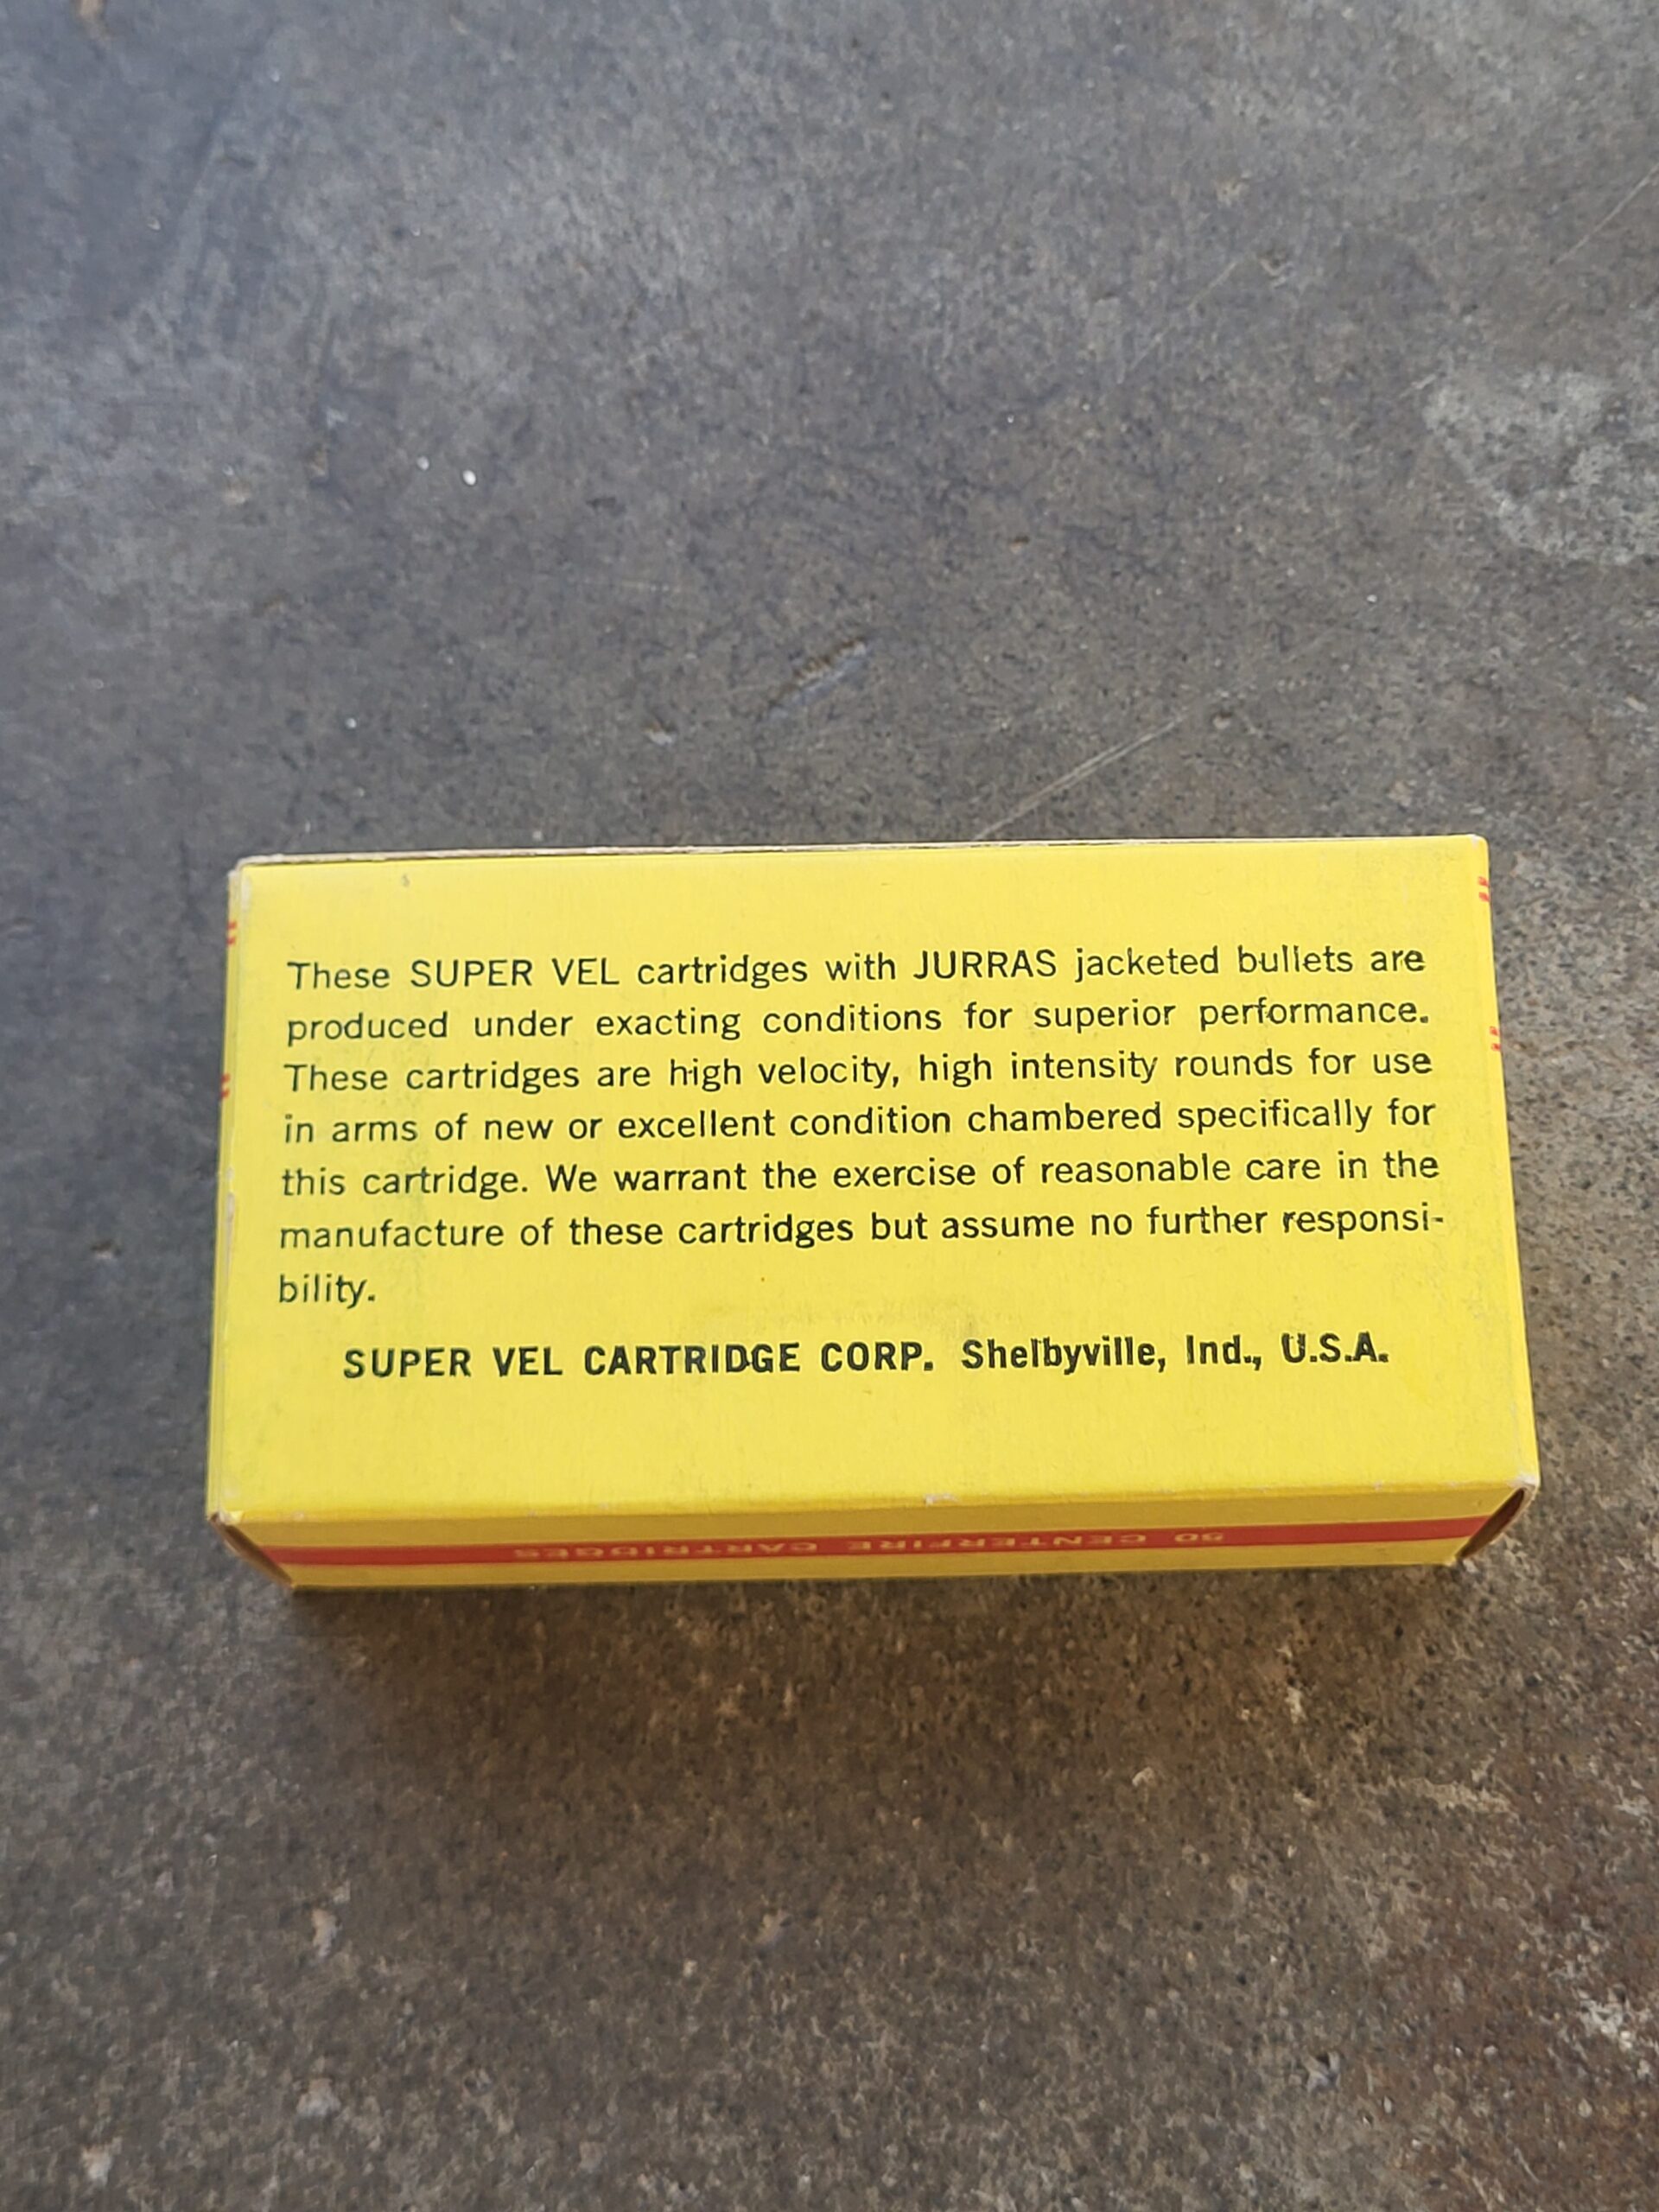 These SUPER VEL cartridges with JURRAS jacketed bullets are
produced under exacting conditions for superior performance.
These cartridges are high velocity, high intensity rounds for use
in arms of new or excellent condition chambered specifically for
this cartridge. We warrant the exercise of reasonable care in the
manufacture of these cartridges but assume no further responsi-
bility.
SUPER VEL CARTRIDGE CORP. Shelbyville, Ind., U.S.A.
50 CENTERFIRE CARTRIDGES